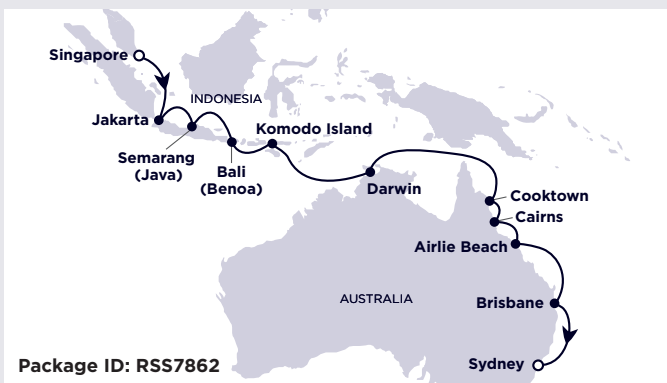 Singapore
INDONESIA
Jakarta
Komodo Island
Semarang
(Java)
Bali
(Benoa)
Darwin
Cooktown
Cairns
Airlie Beach
AUSTRALIA
Brisbane
Sydney
Package ID: RSS7862